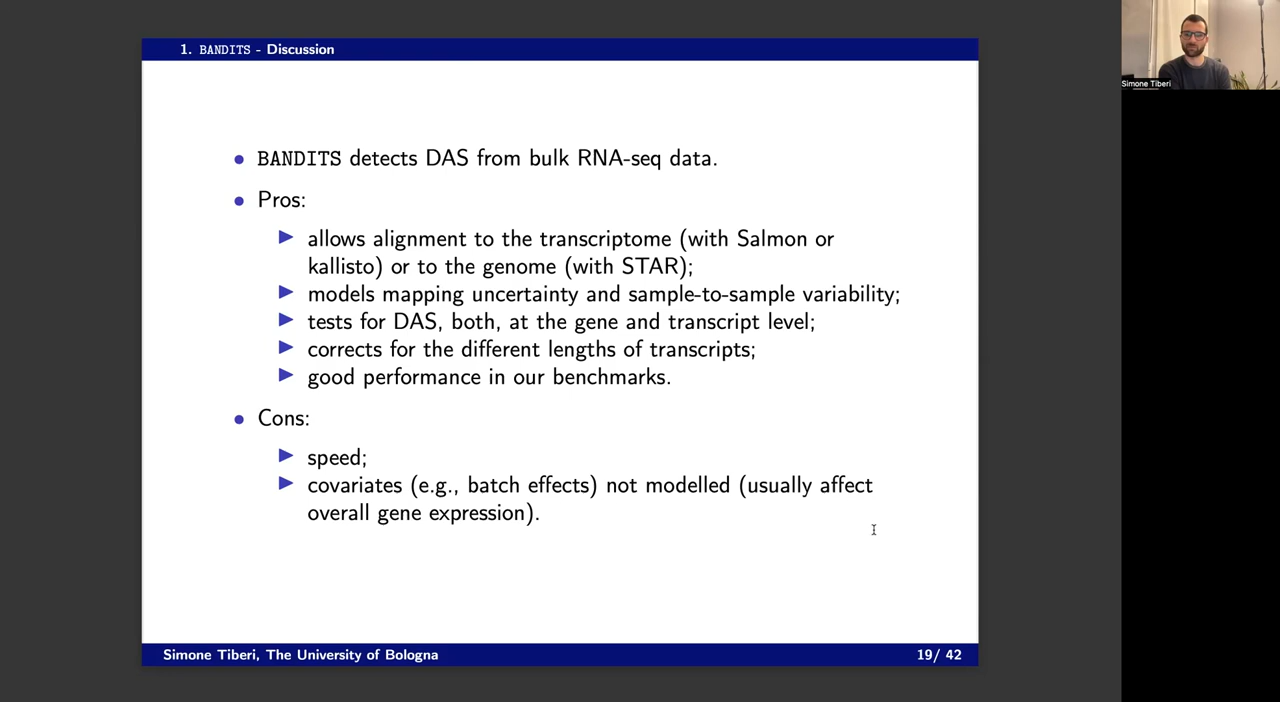 1. BANDITS - Discussion
BANDITS detects DAS from bulk RNA-seq data.
Pros:
allows alignment to the transcriptome (with Salmon or
kallisto) or to the genome (with STAR);
models mapping uncertainty and sample-to-sample variability;
tests for DAS, both, at the gene and transcript level;
corrects for the different lengths of transcripts;
good performance in our benchmarks.
Cons:
speed;
covariates (e.g., batch effects) not modelled (usually affect
overall gene expression).
Simone Tiberi, The University of Bologna
19/ 42
Simone Tiberi